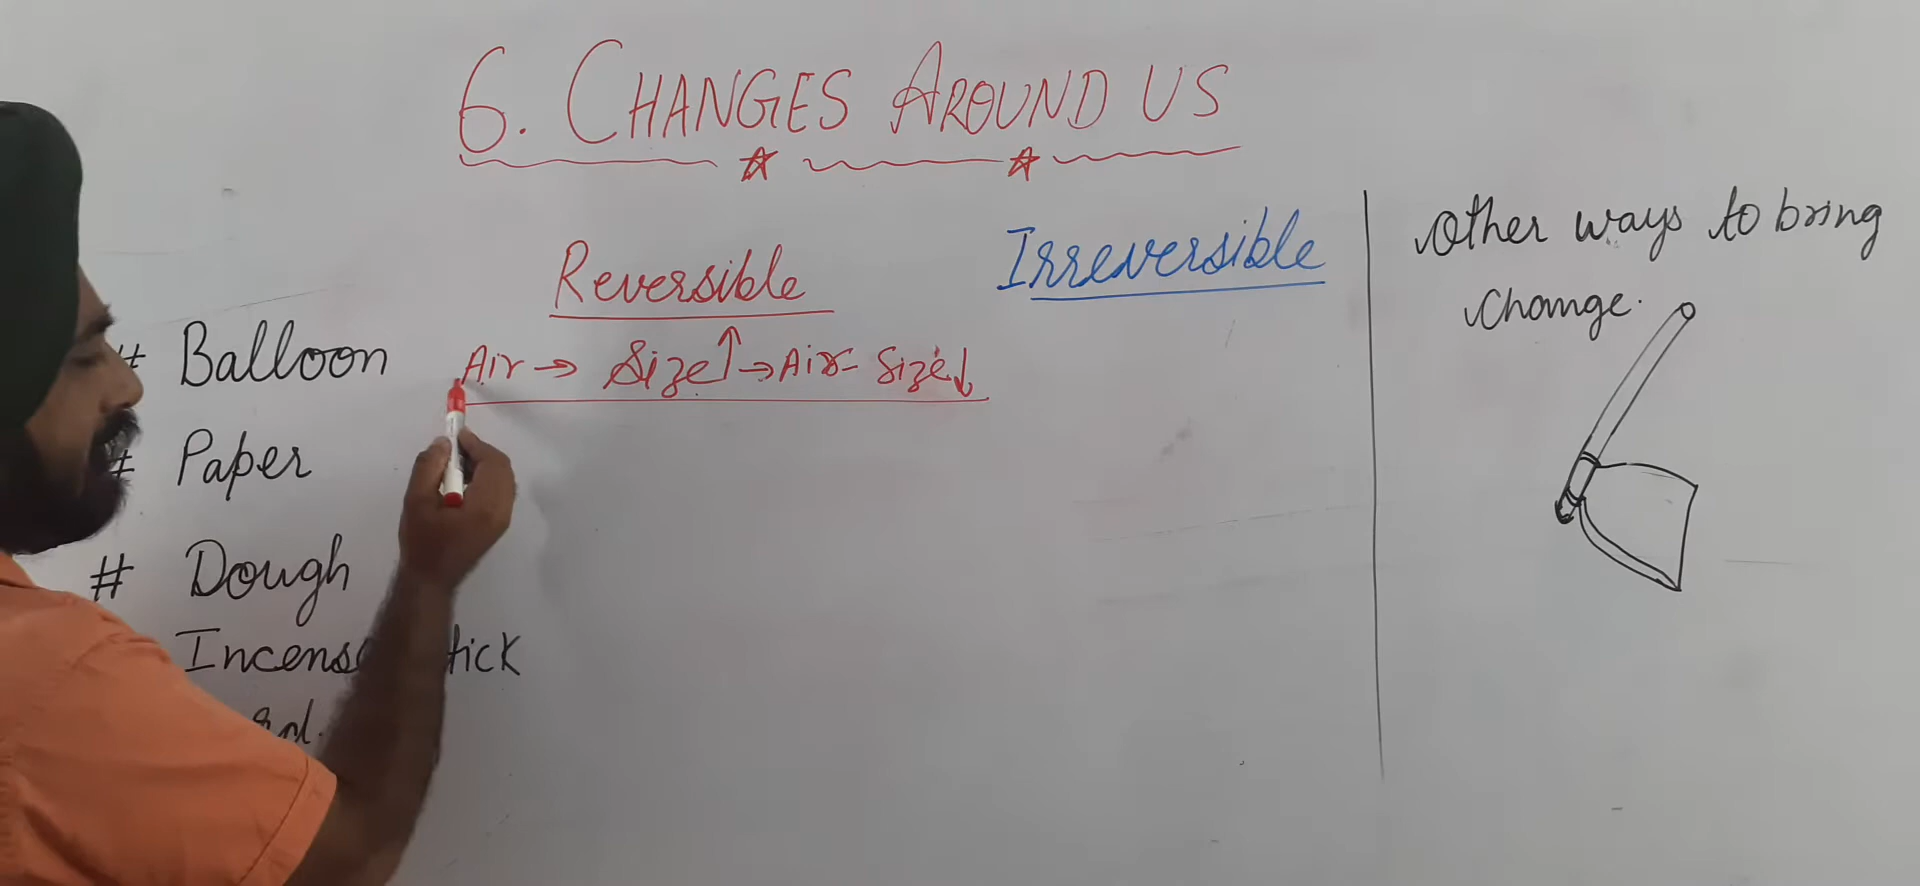 6. CHANGES AROUND US
Reversible
Irreversible
# Balloon
Air → Size↑ → Air- Size↓
# Paper
# Dough
Incense stick
Other ways to bring
change.